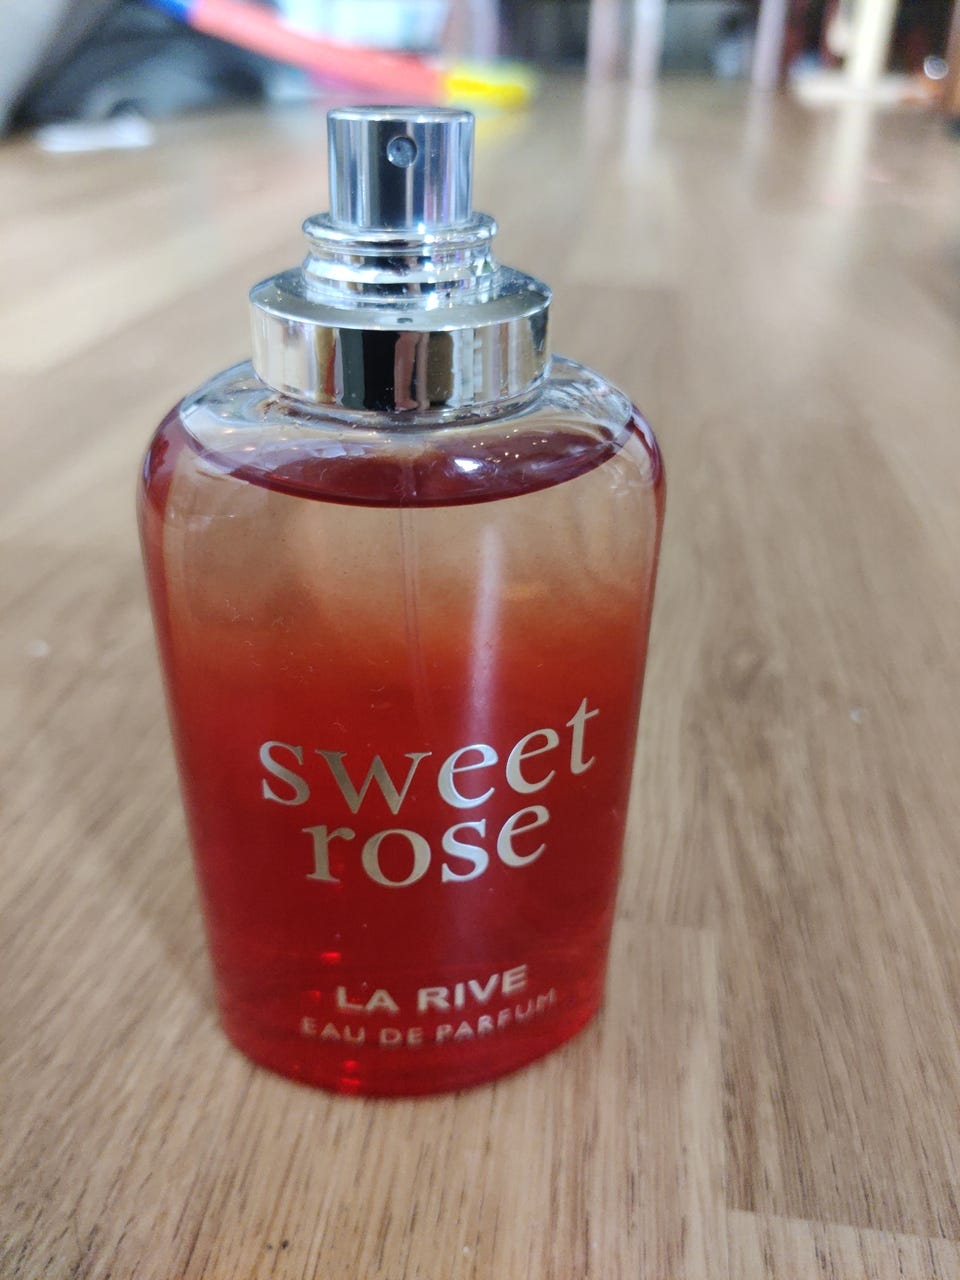 sweet
rose
LA RIVE
EAU DE PARFUM